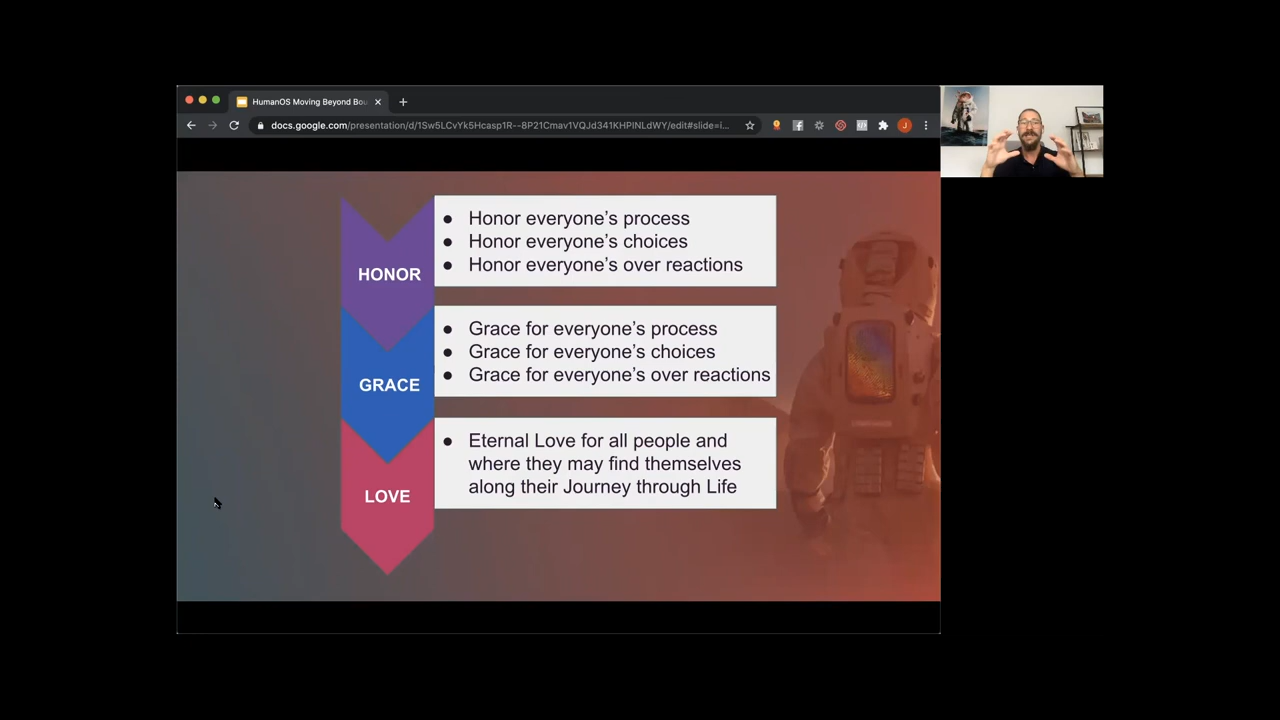 HumanOS Moving Beyond Bou
docs.google.com/presentation/d/1Sw5LCvYk5Hcasp1R--8P21Cmav1VQJd341KHPINLdWY/edit#slide=i...
J
HONOR
● Honor everyone’s process
● Honor everyone’s choices
● Honor everyone’s over reactions
GRACE
● Grace for everyone’s process
● Grace for everyone’s choices
● Grace for everyone’s over reactions
LOVE
● Eternal Love for all people and
where they may find themselves
along their Journey through Life